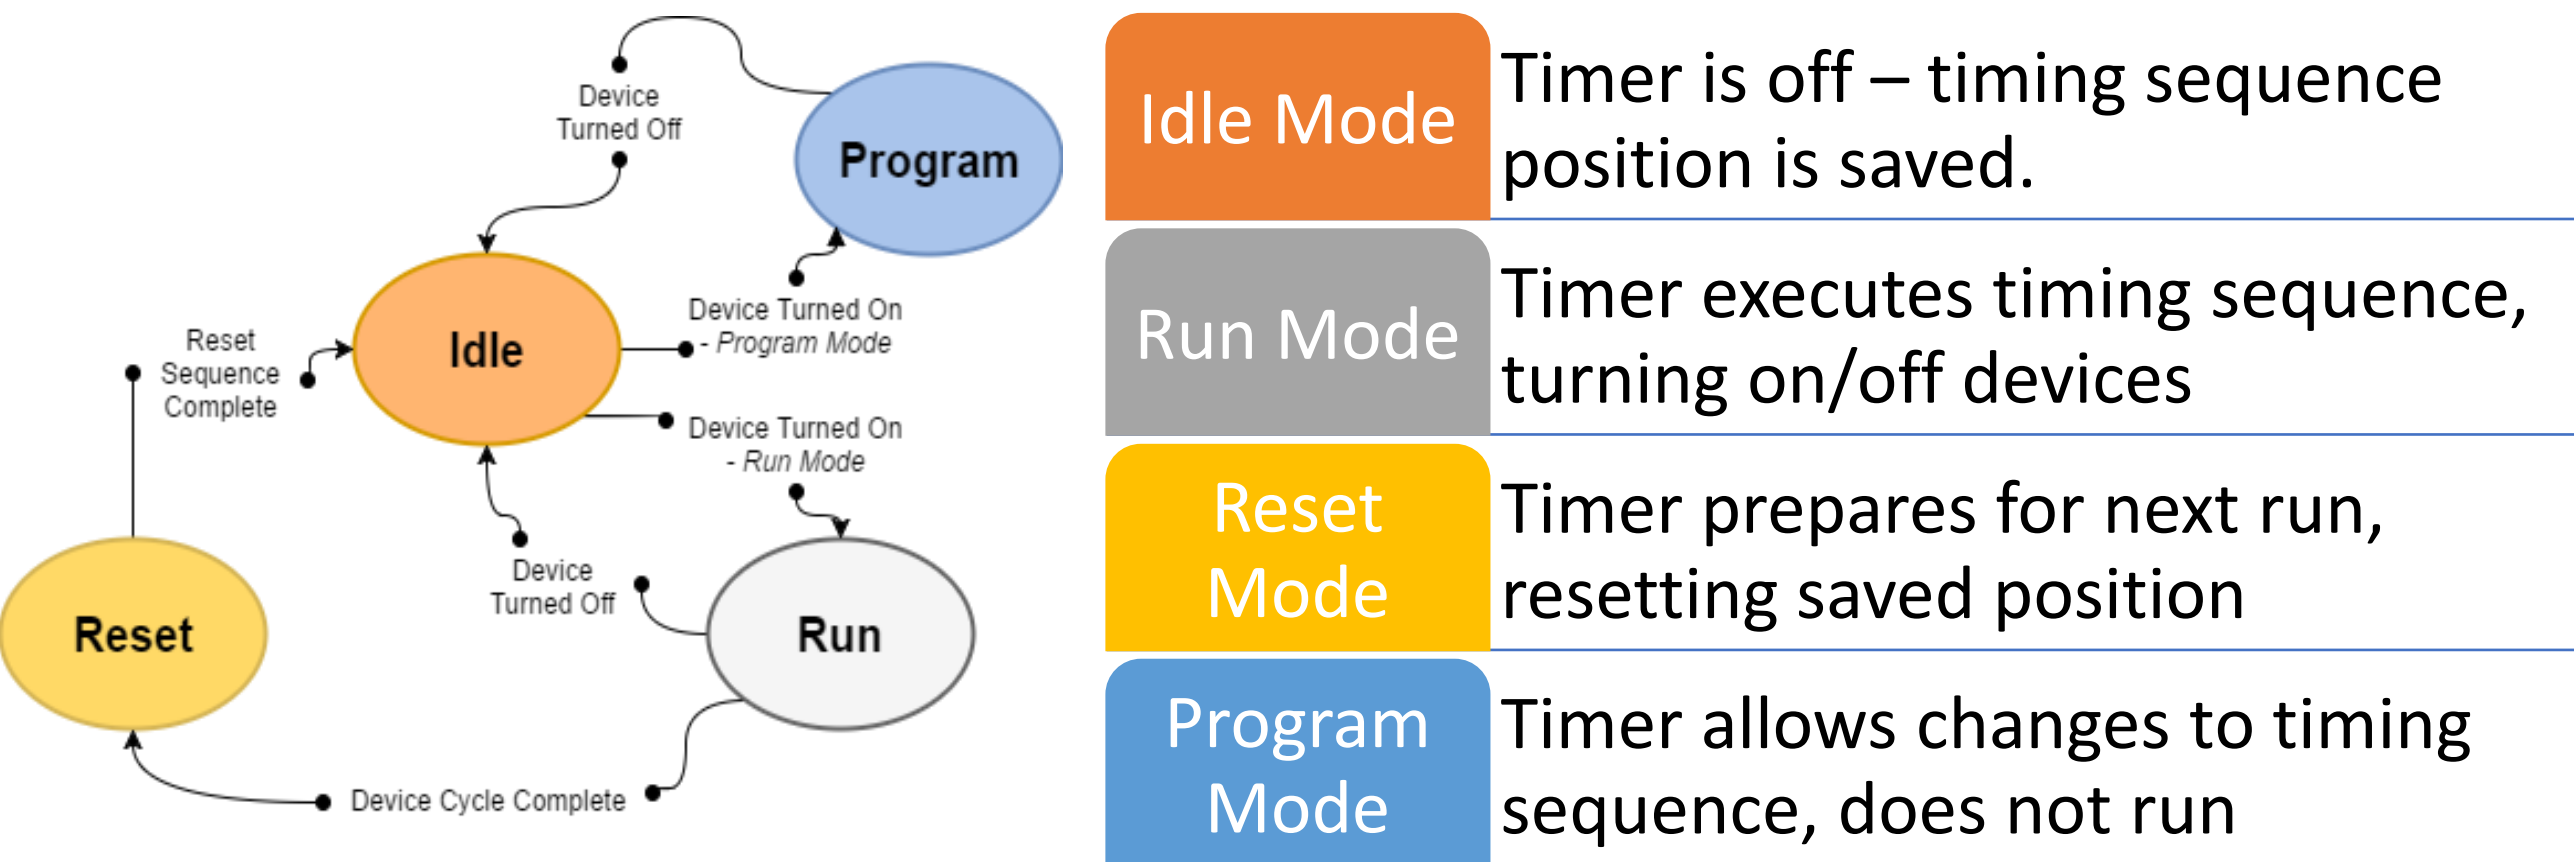 Device
Turned Off
Program
Device Turned On
- Program Mode
Idle
Reset
Sequence
Complete
Device Turned On
- Run Mode
Device
Turned Off
Reset
Run
Device Cycle Complete
Idle Mode
Timer is off – timing sequence
position is saved.
Run Mode
Timer executes timing sequence,
turning on/off devices
Reset
Mode
Timer prepares for next run,
resetting saved position
Program
Mode
Timer allows changes to timing
sequence, does not run